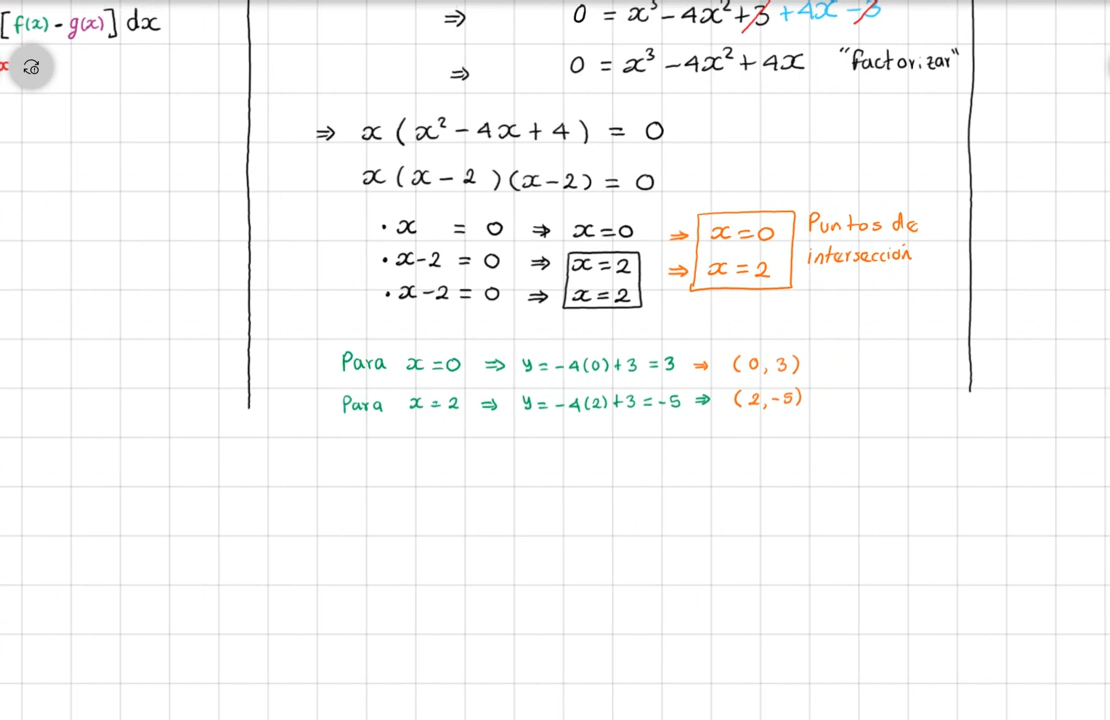 [f(x) - g(x)] dx
x
⇒ 0 = x³ - 4x² + 3 + 4x - 3
⇒ 0 = x³ - 4x² + 4x "factorizar"
⇒ x ( x² - 4x + 4 ) = 0
x ( x - 2 ) ( x - 2 ) = 0
· x = 0 ⇒ x = 0 ⇒ x = 0 Puntos de
· x - 2 = 0 ⇒ x = 2 ⇒ x = 2 intersección
· x - 2 = 0 ⇒ x = 2
Para x = 0 ⇒ y = -4(0) + 3 = 3 ⇒ (0, 3)
Para x = 2 ⇒ y = -4(2) + 3 = -5 ⇒ (2, -5)